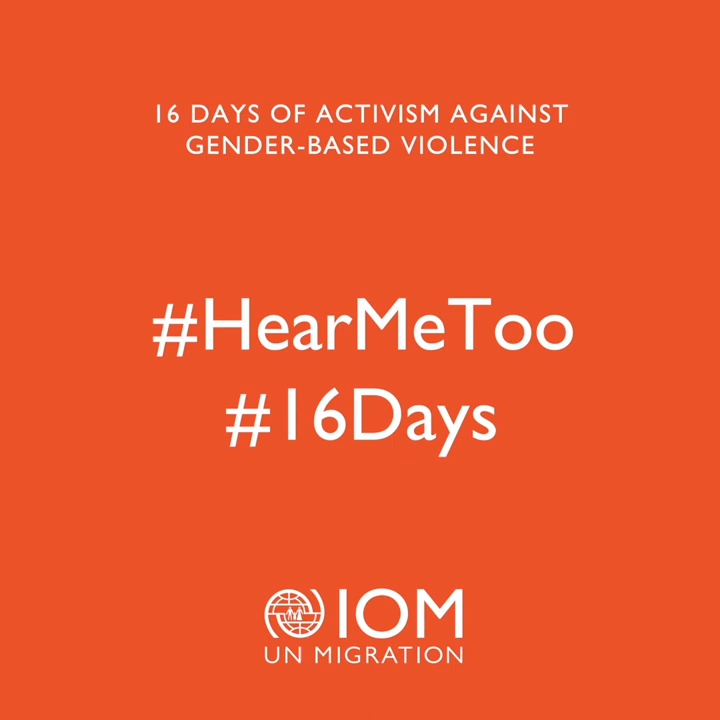 16 DAYS OF ACTIVISM AGAINST
GENDER-BASED VIOLENCE
#HearMeToo
#16Days
IOM
UN MIGRATION